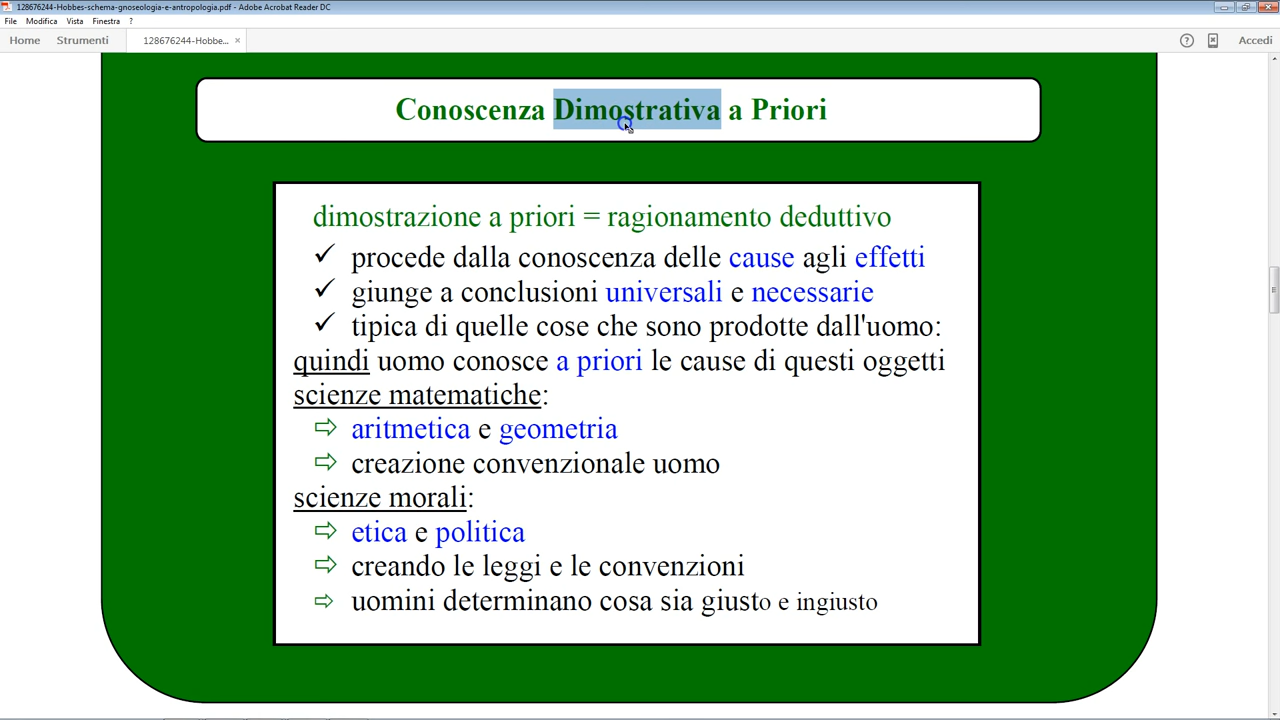 128676244-Hobbes-schema-gnoseologia-e-antropologia.pdf - Adobe Acrobat Reader DC
File Modifica Vista Finestra ?
Home Strumenti 128676244-Hobbe... × ? Accedi
Conoscenza Dimostrativa a Priori
dimostrazione a priori = ragionamento deduttivo
✓ procede dalla conoscenza delle cause agli effetti
✓ giunge a conclusioni universali e necessarie
✓ tipica di quelle cose che sono prodotte dall'uomo:
quindi uomo conosce a priori le cause di questi oggetti
scienze matematiche:
⇨ aritmetica e geometria
⇨ creazione convenzionale uomo
scienze morali:
⇨ etica e politica
⇨ creando le leggi e le convenzioni
⇨ uomini determinano cosa sia giusto e ingiusto